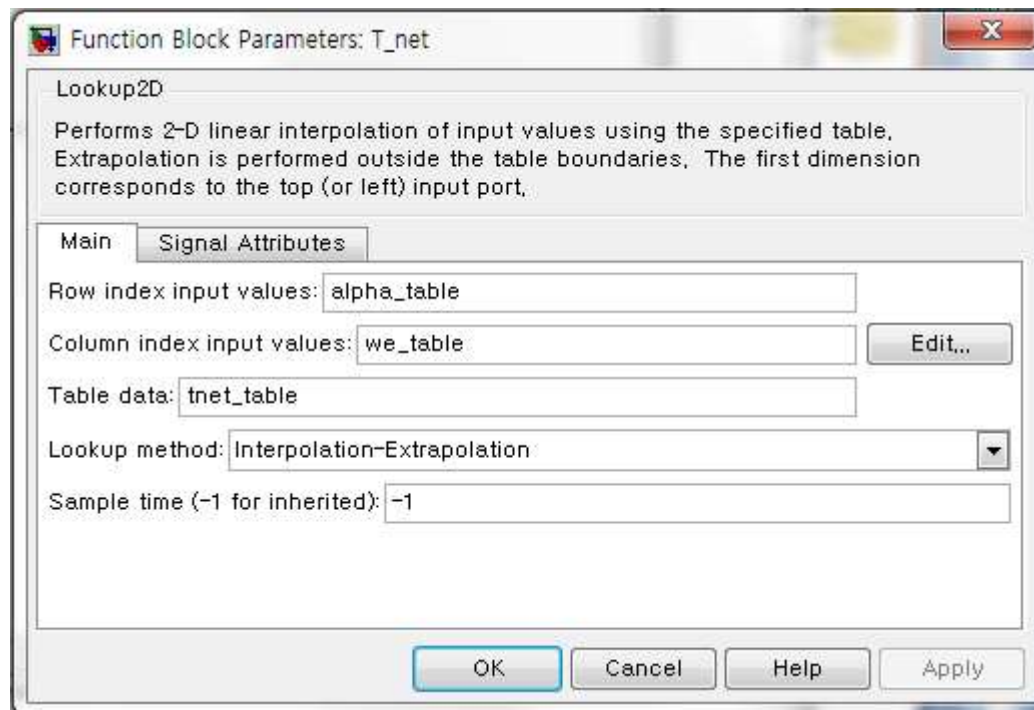 Function Block Parameters: T_net
Lookup2D
Performs 2-D linear interpolation of input values using the specified table.
Extrapolation is performed outside the table boundaries. The first dimension
corresponds to the top (or left) input port.
Main Signal Attributes
Row index input values: alpha_table
Column index input values: we_table Edit...
Table data: tnet_table
Lookup method: Interpolation-Extrapolation
Sample time (-1 for inherited): -1
OK Cancel Help Apply